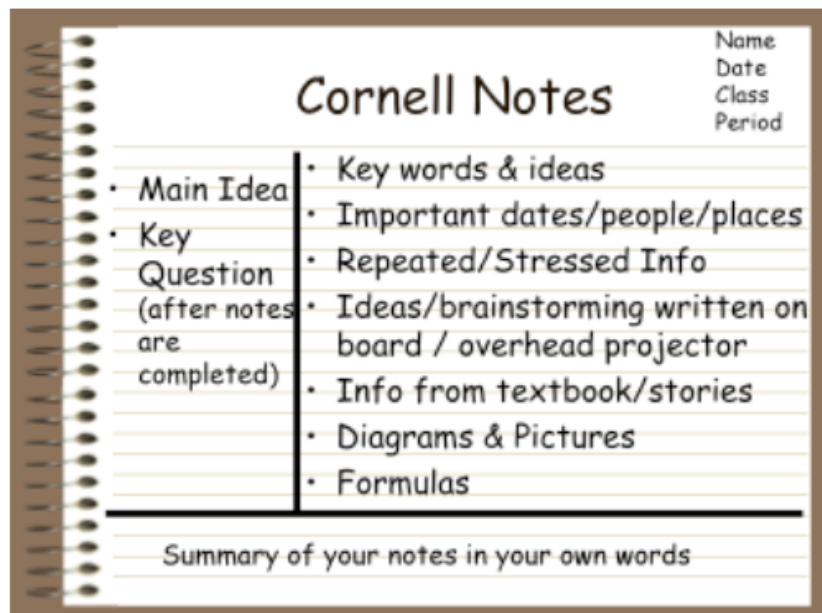 Name
Date
Class
Period
Cornell Notes
• Main Idea
• Key
Question
(after notes
are
completed)
• Key words & ideas
• Important dates/people/places
• Repeated/Stressed Info
• Ideas/brainstorming written on
board / overhead projector
• Info from textbook/stories
• Diagrams & Pictures
• Formulas
Summary of your notes in your own words